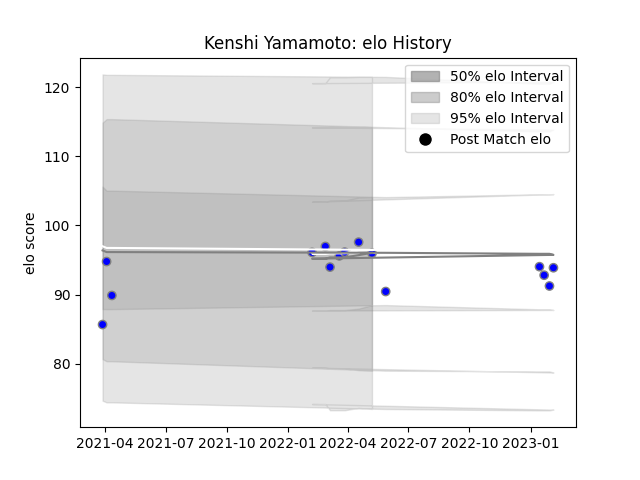 Kenshi Yamamoto: elo History
50% elo Interval
80% elo Interval
95% elo Interval
Post Match elo
elo score
120
110
100
90
80
2021-04 2021-07 2021-10 2022-01 2022-04 2022-07 2022-10 2023-01